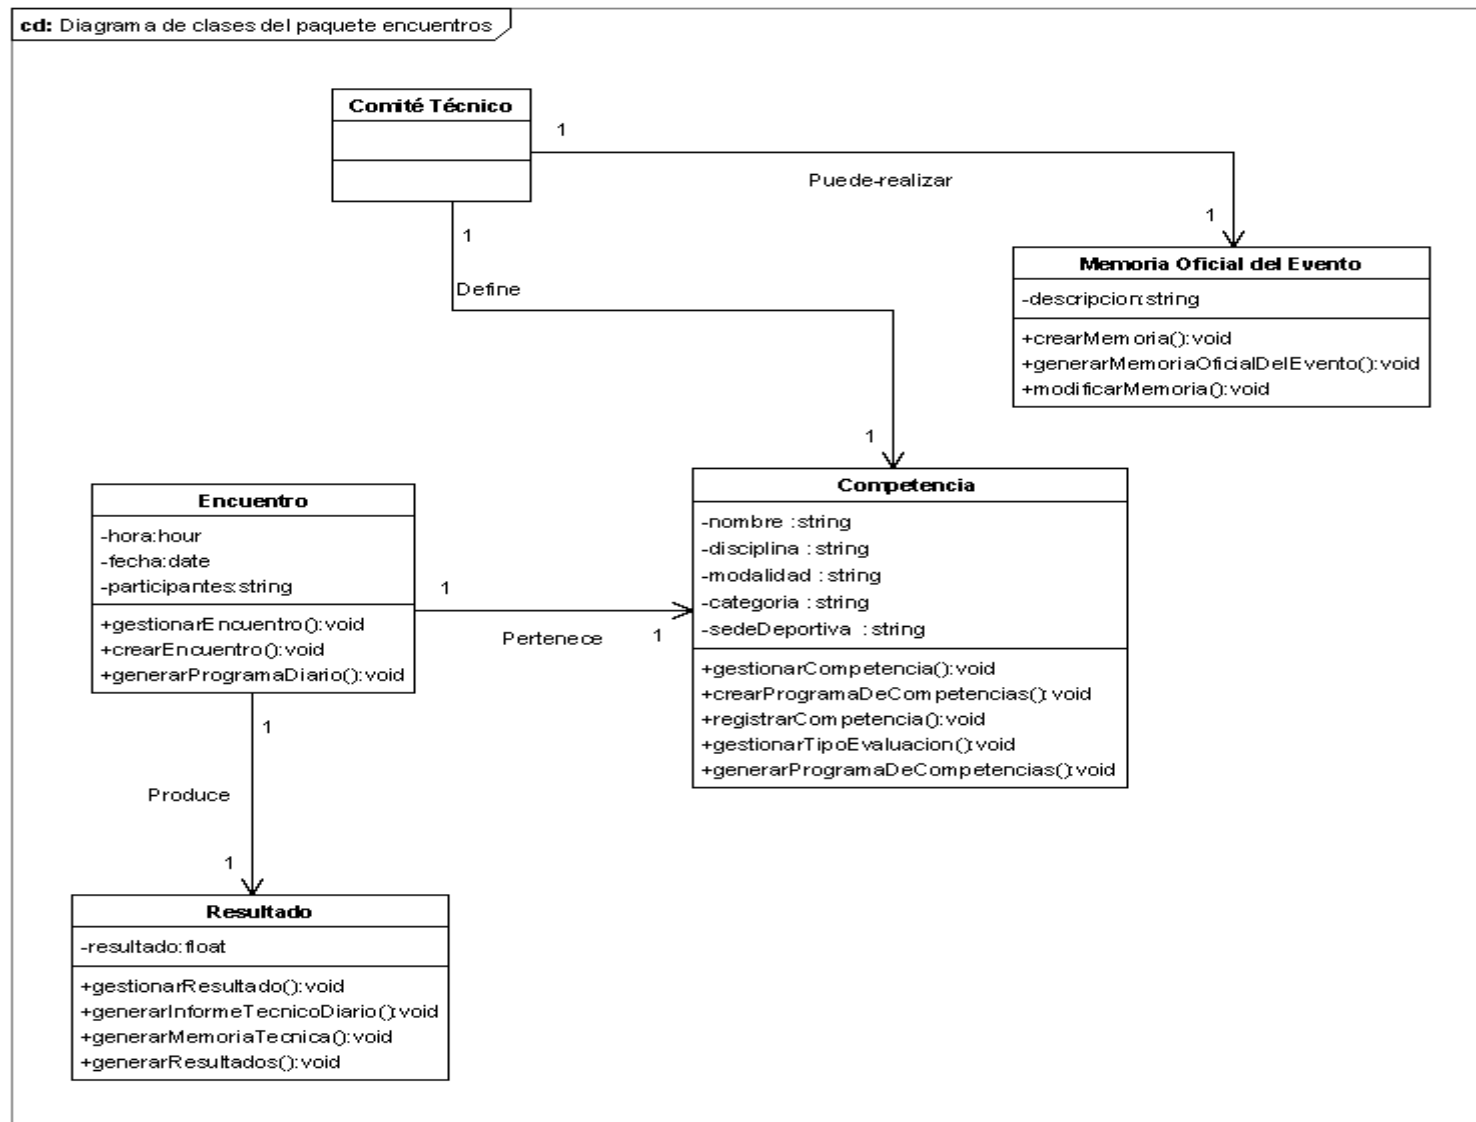 cd: Diagrama de clases del paquete encuentros
Comité Técnico
1
Puede-realizar
1
1
Define
Memoria Oficial del Evento
-descripcion:string
+crearMemoria():void
+generarMemoriaOficialDelEvento():void
+modificarMemoria():void
1
Competencia
-nombre :string
-disciplina : string
-modalidad : string
-categoria : string
-sedeDeportiva : string
+gestionarCompetencia():void
+crearProgramaDeCompetencias():void
+registrarCompetencia():void
+gestionarTipoEvaluacion():void
+generarProgramaDeCompetencias():void
Encuentro
-hora:hour
-fecha:date
-participantes:string
+gestionarEncuentro():void
+crearEncuentro():void
+generarProgramaDiario():void
1
Pertenece
1
1
Produce
1
Resultado
-resultado:float
+gestionarResultado():void
+generarInformeTecnicoDiario():void
+generarMemoriaTecnica():void
+generarResultados():void